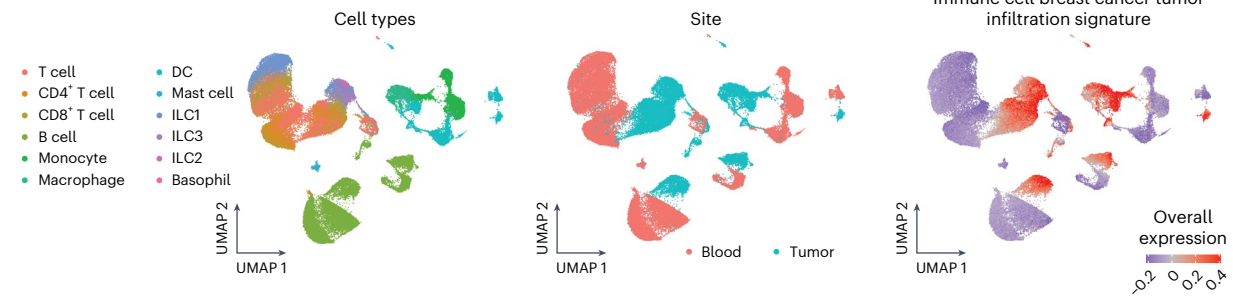 Cell types
T cell
CD4+ T cell
CD8+ T cell
B cell
Monocyte
Macrophage
DC
Mast cell
ILC1
ILC3
ILC2
Basophil
UMAP 2
UMAP 1
Site
UMAP 2
UMAP 1
Blood
Tumor
Immune cell breast cancer tumor
infiltration signature
UMAP 2
UMAP 1
Overall
expression
−0.2
0
0.2
0.4